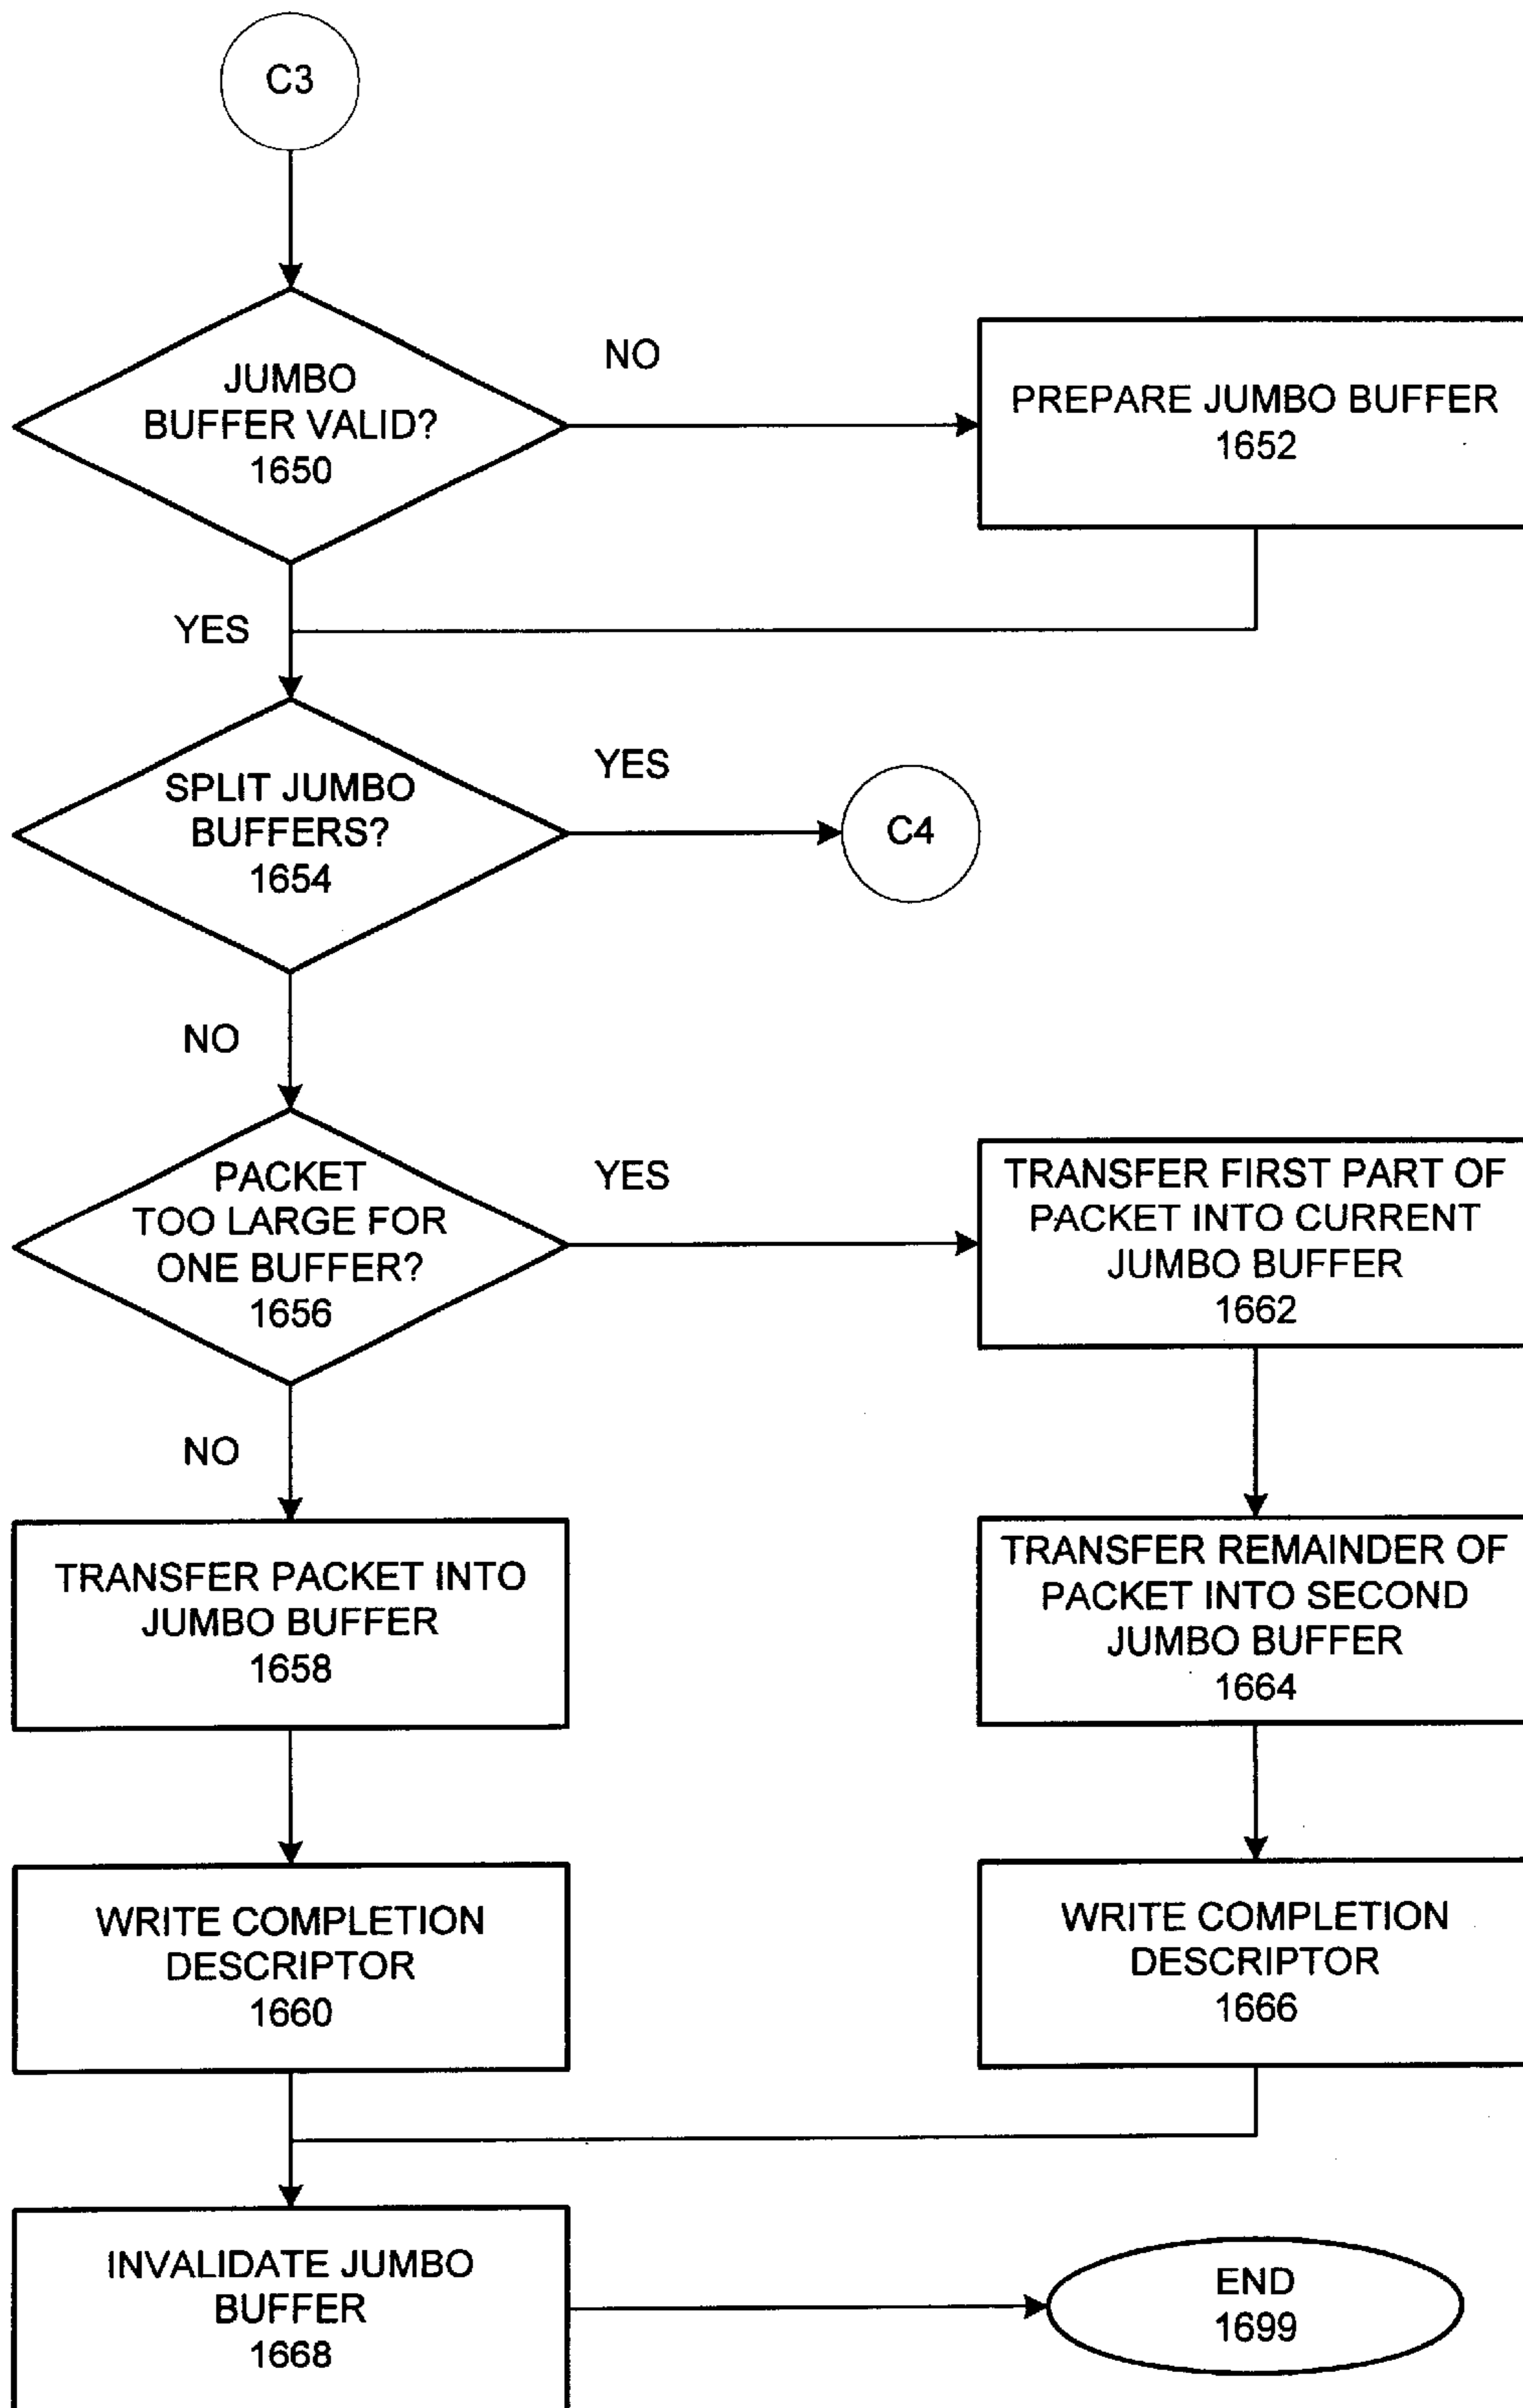 C3
JUMBO
BUFFER VALID?
1650
NO
PREPARE JUMBO BUFFER
1652
YES
SPLIT JUMBO
BUFFERS?
1654
YES
C4
NO
PACKET
TOO LARGE FOR
ONE BUFFER?
1656
YES
TRANSFER FIRST PART OF
PACKET INTO CURRENT
JUMBO BUFFER
1662
NO
TRANSFER PACKET INTO
JUMBO BUFFER
1658
TRANSFER REMAINDER OF
PACKET INTO SECOND
JUMBO BUFFER
1664
WRITE COMPLETION
DESCRIPTOR
1660
WRITE COMPLETION
DESCRIPTOR
1666
INVALIDATE JUMBO
BUFFER
1668
END
1699